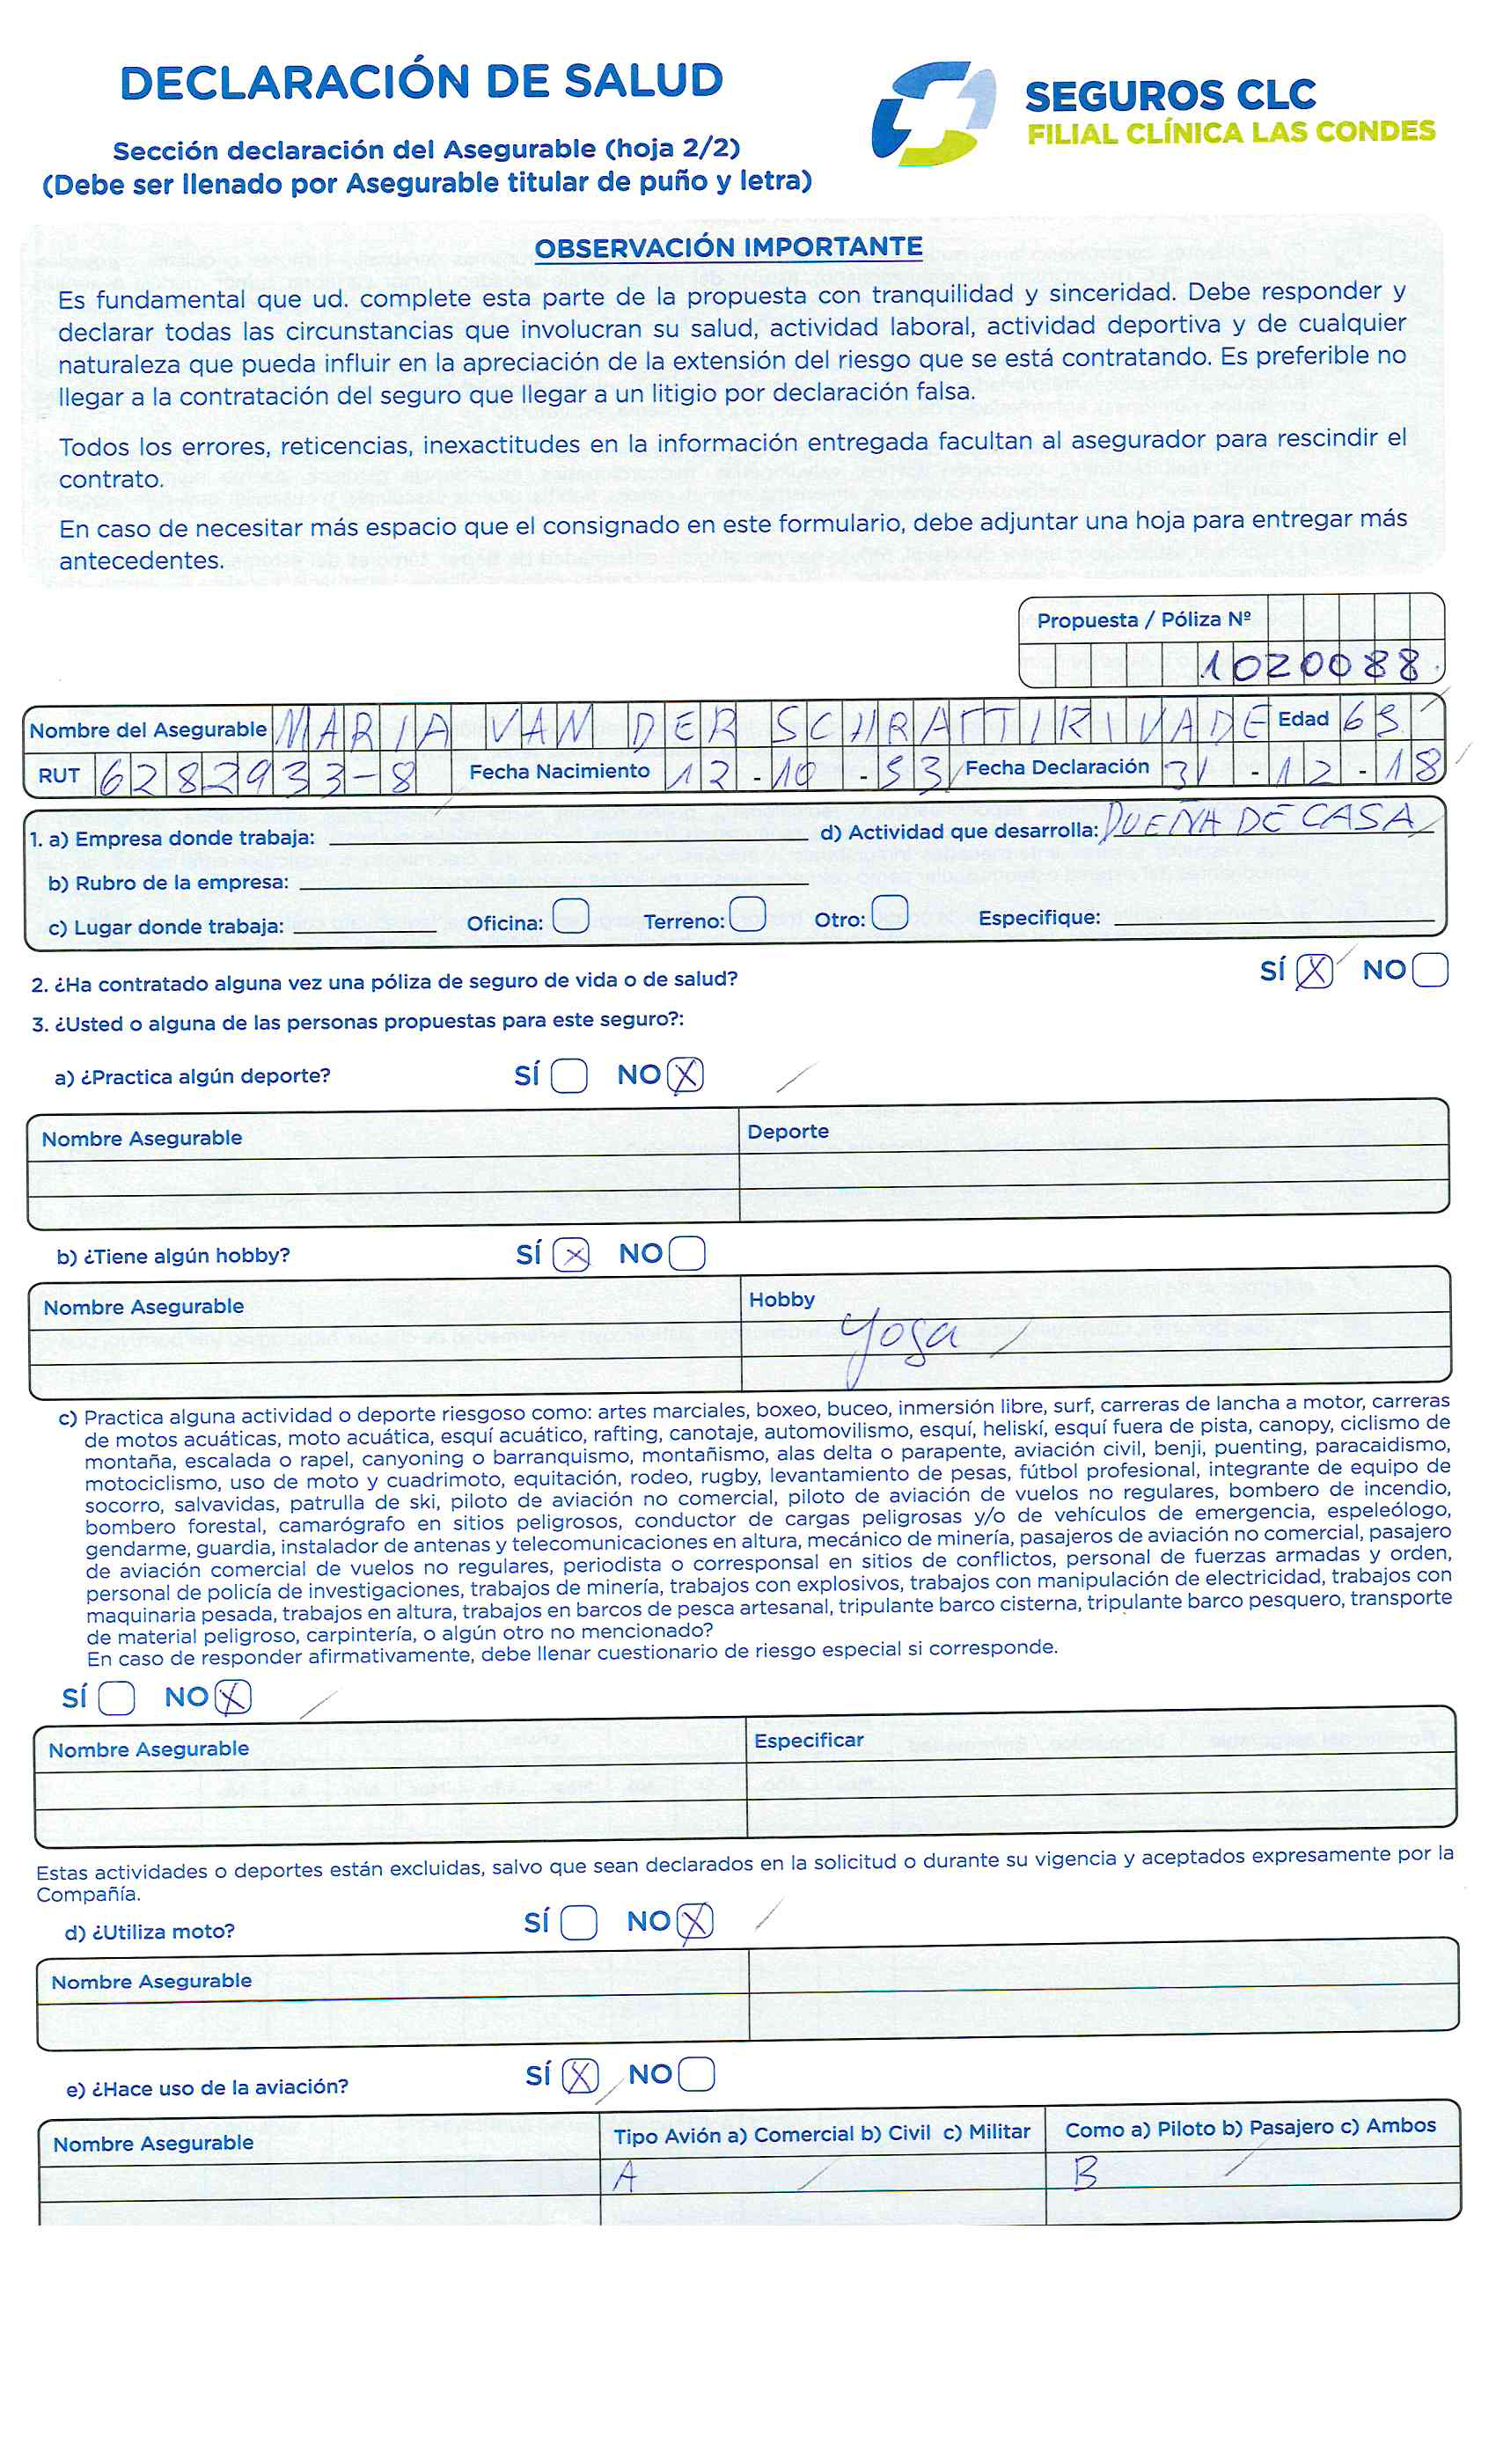 DECLARACIÓN DE SALUD
Sección declaración del Asegurable (hoja 2/2)
(Debe ser llenado por Asegurable titular de puño y letra)
SEGUROS CLC
FILIAL CLÍNICA LAS CONDES
OBSERVACIÓN IMPORTANTE
Es fundamental que ud. complete esta parte de la propuesta con tranquilidad y sinceridad. Debe responder y
declarar todas las circunstancias que involucran su salud, actividad laboral, actividad deportiva y de cualquier
naturaleza que pueda influir en la apreciación de la extensión del riesgo que se está contratando. Es preferible no
llegar a la contratación del seguro que llegar a un litigio por declaración falsa.
Todos los errores, reticencias, inexactitudes en la información entregada facultan al asegurador para rescindir el
contrato.
En caso de necesitar más espacio que el consignado en este formulario, debe adjuntar una hoja para entregar más
antecedentes.
Propuesta / Póliza Nº
1020088
Nombre del Asegurable MARIA VAN DER SCHRAFT RIVADE Edad 65
RUT 6282933-8 Fecha Nacimiento 12-10-53 Fecha Declaración 31-12-18
1. a) Empresa donde trabaja: d) Actividad que desarrolla: DUEÑA DE CASA
b) Rubro de la empresa:
c) Lugar donde trabaja: Oficina: Terreno: Otro: Especifique:
2. ¿Ha contratado alguna vez una póliza de seguro de vida o de salud? SÍ X NO
3. ¿Usted o alguna de las personas propuestas para este seguro?:
a) ¿Practica algún deporte? SÍ NO X
Nombre Asegurable Deporte
b) ¿Tiene algún hobby? SÍ X NO
Nombre Asegurable Hobby
Yoga
c) Practica alguna actividad o deporte riesgoso como: artes marciales, boxeo, buceo, inmersión libre, surf, carreras de lancha a motor, carreras
de motos acuáticas, moto acuática, esquí acuático, rafting, canotaje, automovilismo, esquí, heliskí, esquí fuera de pista, canopy, ciclismo de
montaña, escalada o rapel, canyoning o barranquismo, montañismo, alas delta o parapente, aviación civil, benji, puenting, paracaidismo,
motociclismo, uso de moto y cuadrimoto, equitación, rodeo, rugby, levantamiento de pesas, fútbol profesional, integrante de equipo de
socorro, salvavidas, patrulla de ski, piloto de aviación no comercial, piloto de aviación de vuelos no regulares, bombero de incendio,
bombero forestal, camarógrafo en sitios peligrosos, conductor de cargas peligrosas y/o de vehículos de emergencia, espeleólogo,
gendarme, guardia, instalador de antenas y telecomunicaciones en altura, mecánico de minería, pasajeros de aviación no comercial, pasajero
de aviación comercial de vuelos no regulares, periodista o corresponsal en sitios de conflictos, personal de fuerzas armadas y orden,
personal de policía de investigaciones, trabajos de minería, trabajos con explosivos, trabajos con manipulación de electricidad, trabajos con
maquinaria pesada, trabajos en altura, trabajos en barcos de pesca artesanal, tripulante barco cisterna, tripulante barco pesquero, transporte
de material peligroso, carpintería, o algún otro no mencionado?
En caso de responder afirmativamente, debe llenar cuestionario de riesgo especial si corresponde.
SÍ NO X
Nombre Asegurable Especificar
Estas actividades o deportes están excluidas, salvo que sean declarados en la solicitud o durante su vigencia y aceptados expresamente por la
Compañía.
d) ¿Utiliza moto? SÍ NO X
Nombre Asegurable
e) ¿Hace uso de la aviación? SÍ X NO
Nombre Asegurable Tipo Avión a) Comercial b) Civil c) Militar Como a) Piloto b) Pasajero c) Ambos
A B